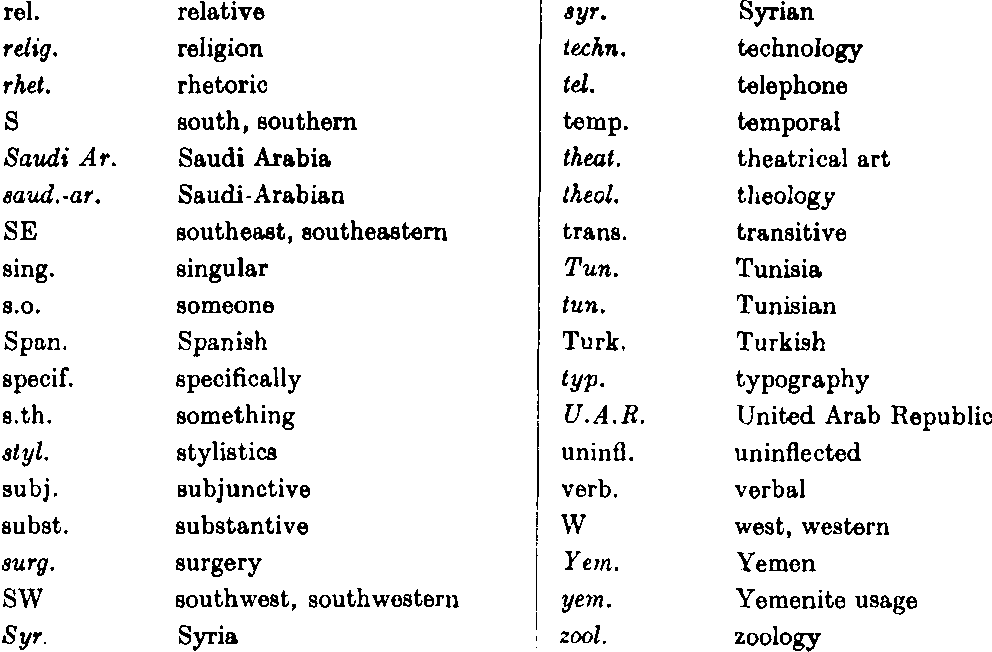 rel. relative
relig. religion
rhet. rhetoric
S south, southern
Saudi Ar. Saudi Arabia
saud.-ar. Saudi-Arabian
SE southeast, southeastern
sing. singular
s.o. someone
Span. Spanish
specif. specifically
s.th. something
styl. stylistics
subj. subjunctive
subst. substantive
surg. surgery
SW southwest, southwestern
Syr. Syria
syr. Syrian
techn. technology
tel. telephone
temp. temporal
theat. theatrical art
theol. theology
trans. transitive
Tun. Tunisia
tun. Tunisian
Turk. Turkish
typ. typography
U.A.R. United Arab Republic
uninfl. uninflected
verb. verbal
W west, western
Yem. Yemen
yem. Yemenite usage
zool. zoology